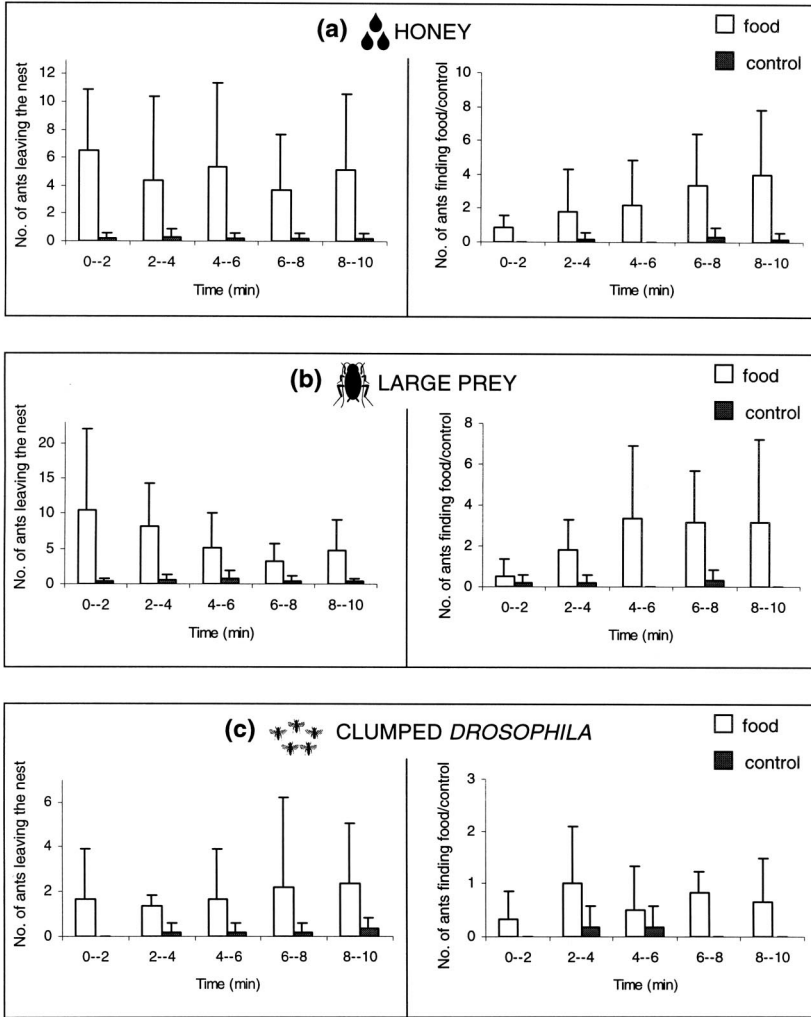 (a) HONEY
food
control
No. of ants leaving the nest
12
10
8
6
4
2
0
0--2 2--4 4--6 6--8 8--10
Time (min)
No. of ants finding food/control
10
8
6
4
2
0
0--2 2--4 4--6 6--8 8--10
Time (min)
(b) LARGE PREY
food
control
No. of ants leaving the nest
20
15
10
5
0
0--2 2--4 4--6 6--8 8--10
Time (min)
No. of ants finding food/control
8
6
4
2
0
0--2 2--4 4--6 6--8 8--10
Time (min)
(c) CLUMPED DROSOPHILA
food
control
No. of ants leaving the nest
6
4
2
0
0--2 2--4 4--6 6--8 8--10
Time (min)
No. of ants finding food/control
3
2
1
0
0--2 2--4 4--6 6--8 8--10
Time (min)